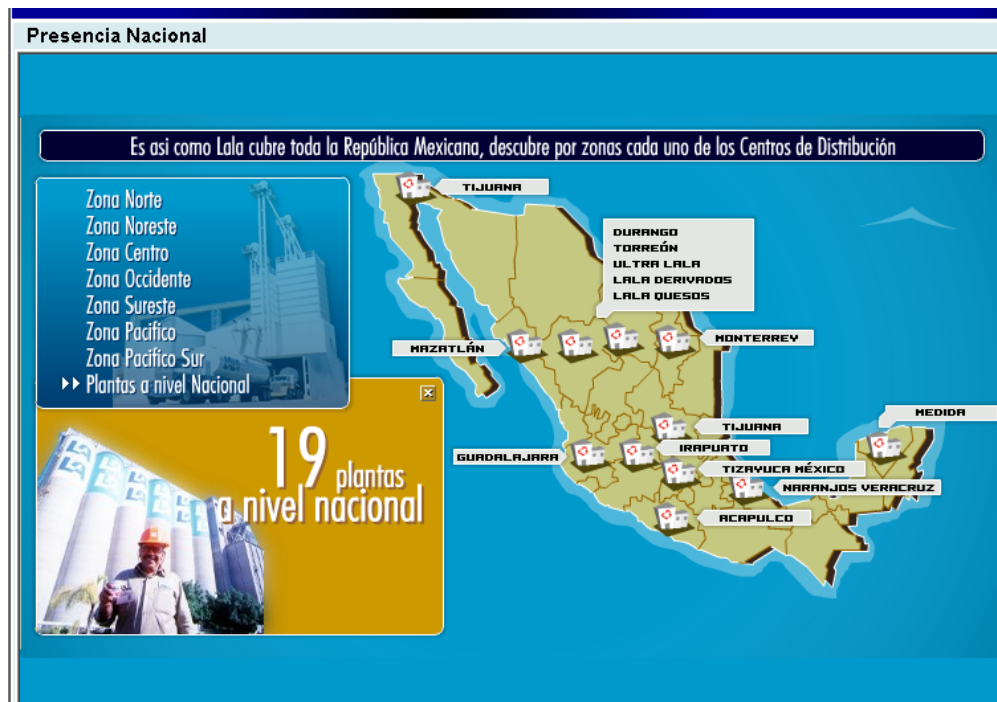 Presencia Nacional
Es asi como Lala cubre toda la República Mexicana, descubre por zonas cada uno de los Centros de Distribución
Zona Norte
Zona Noreste
Zona Centro
Zona Occidente
Zona Sureste
Zona Pacifico
Zona Pacifico Sur
Plantas a nivel Nacional
19 plantas
a nivel nacional
TIJUANA
DURANGO
TORREÓN
ULTRA LALA
LALA DERIVADOS
LALA QUESOS
MAZATLÁN
MONTERREY
MEDIDA
TIJUANA
IRAPUATO
GUADALAJARA
TIZAYUCA MÉXICO
NARANJOS VERACRUZ
ACAPULCO